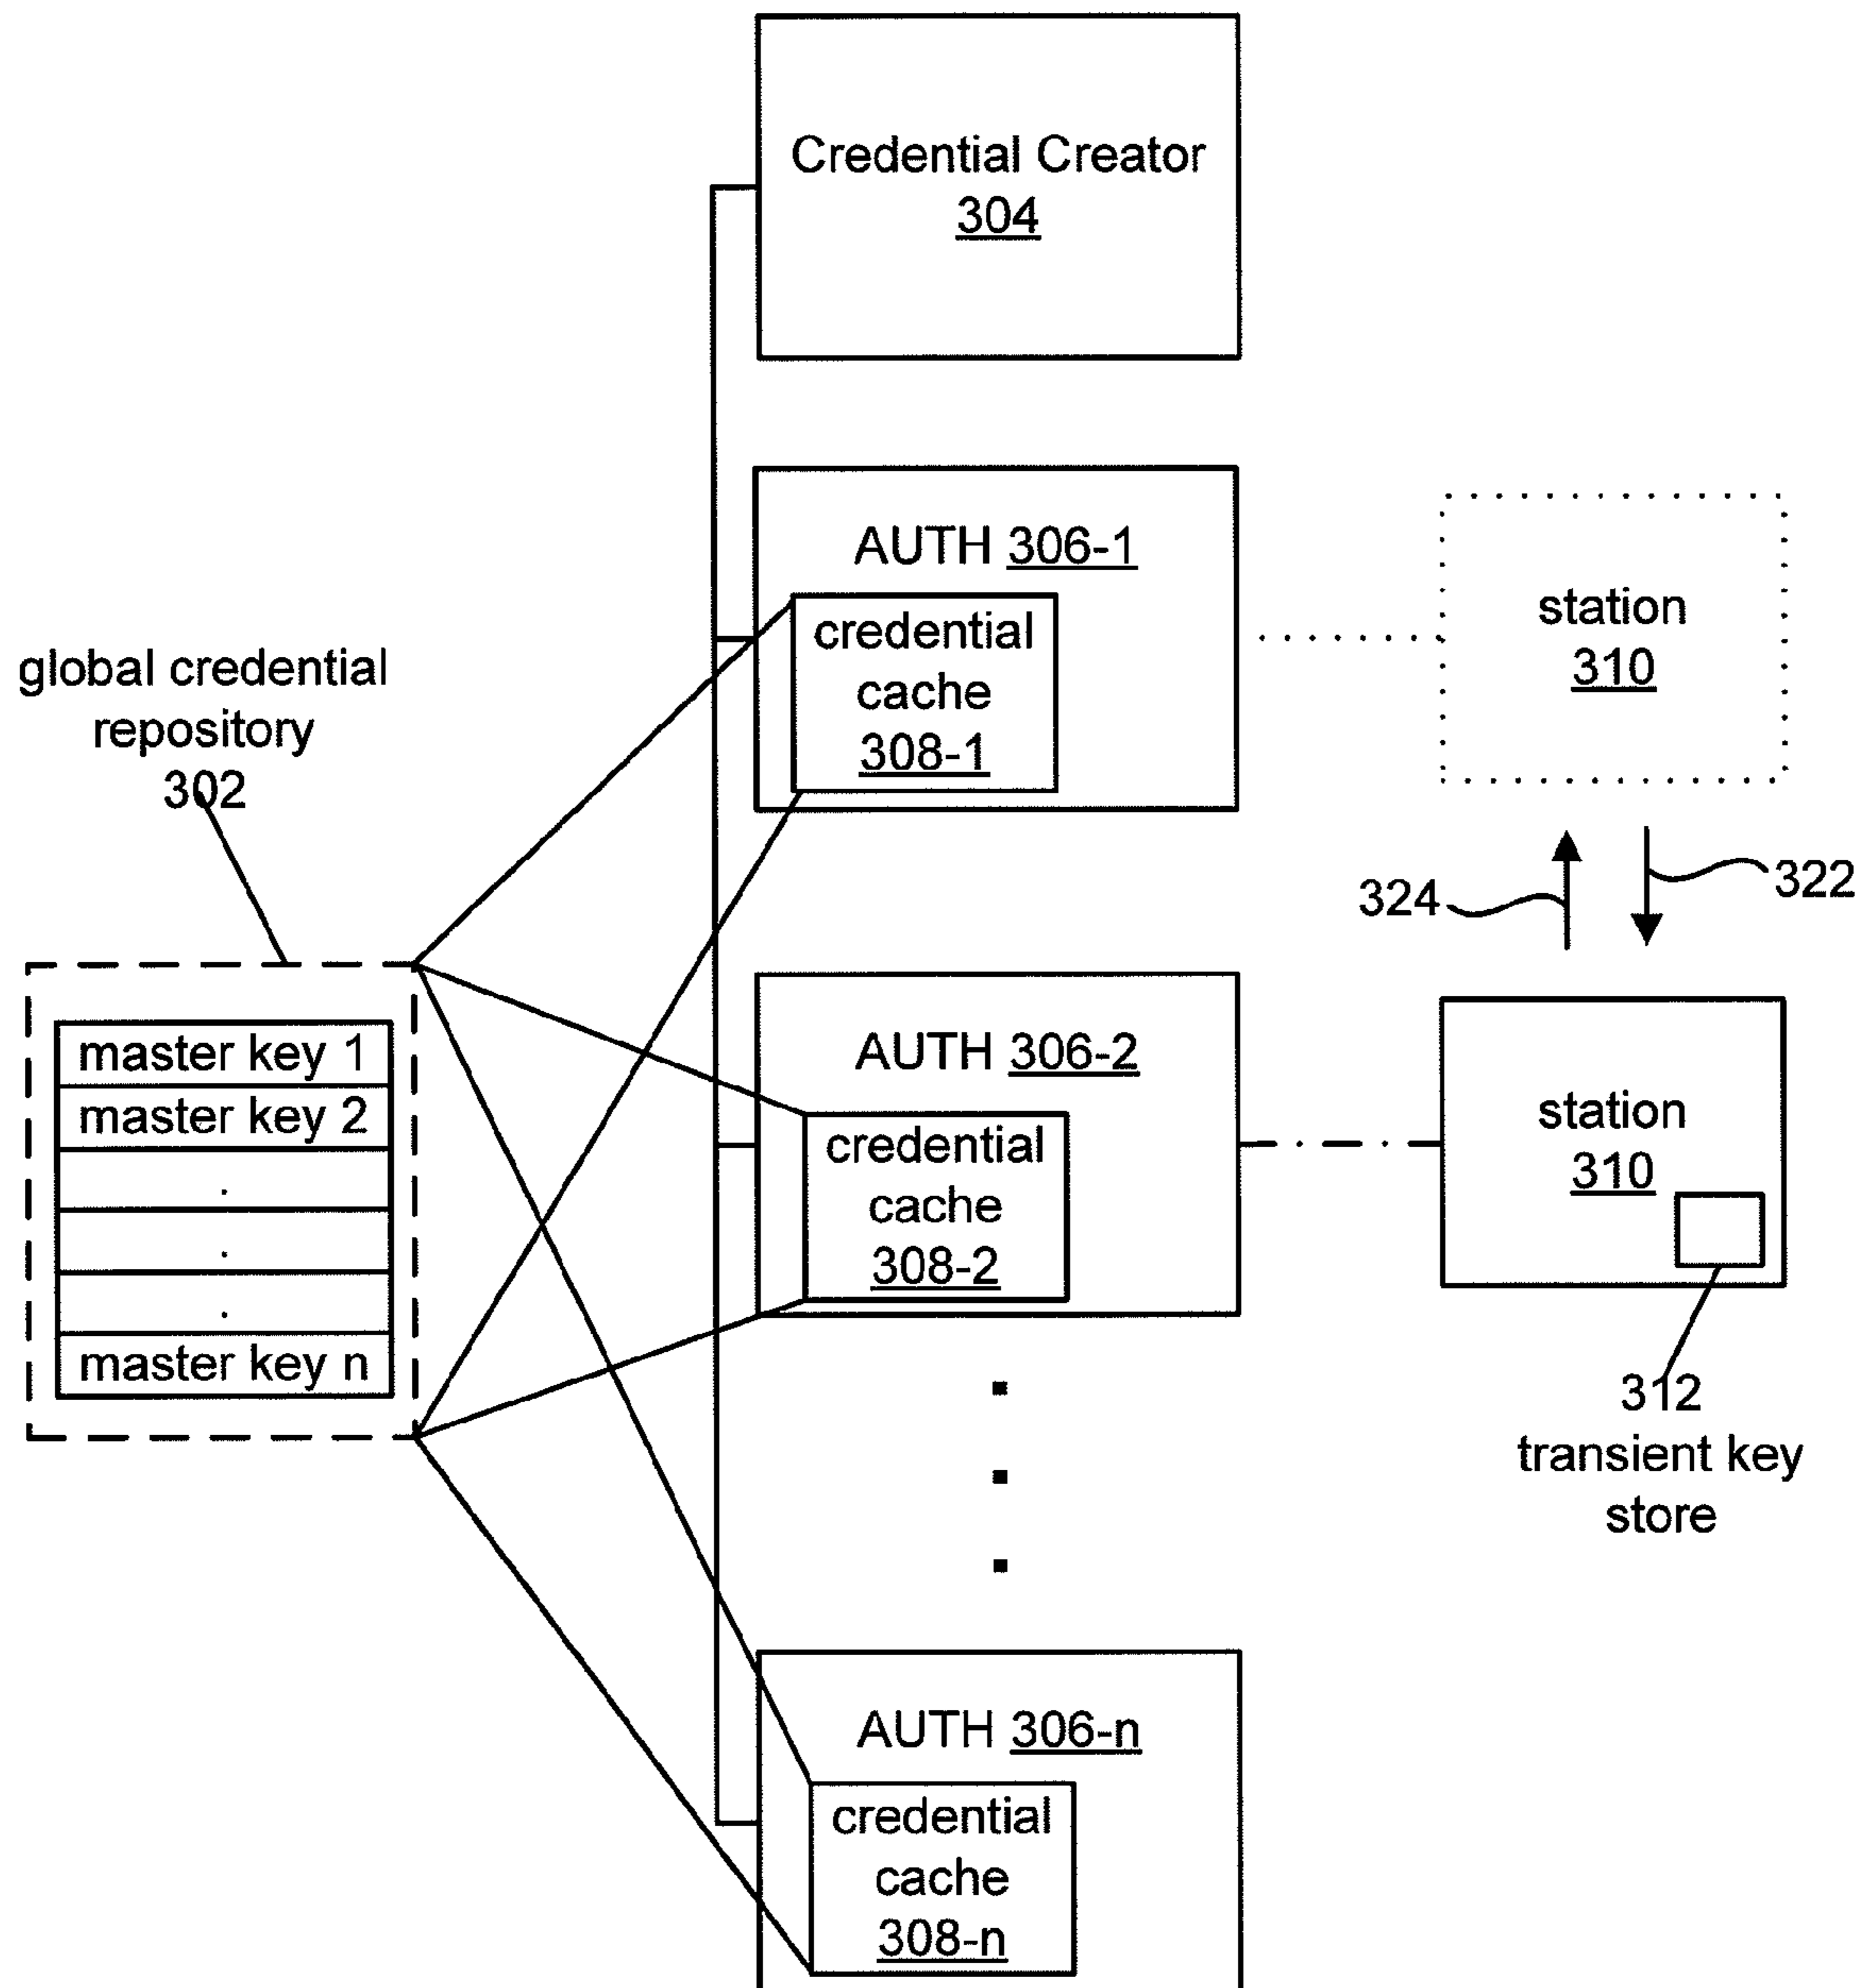 Credential Creator
304
AUTH 306-1
credential
cache
308-1
station
310
global credential
repository
302
324
322
master key 1
master key 2
.
.
.
master key n
AUTH 306-2
credential
cache
308-2
station
310
312
transient key
store
AUTH 306-n
credential
cache
308-n